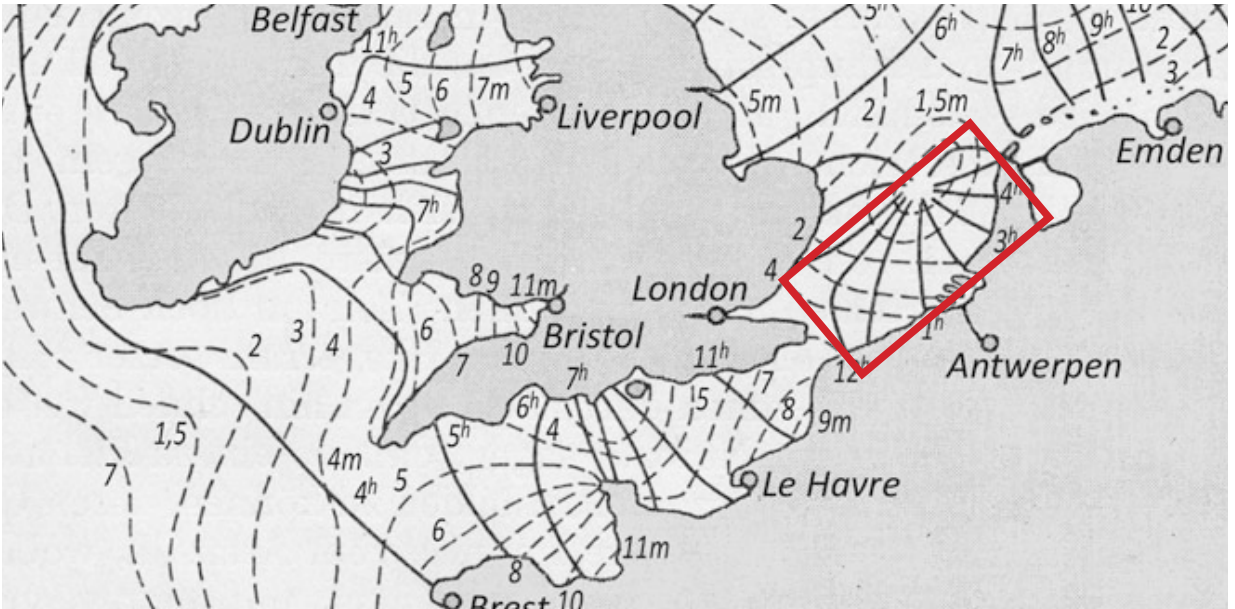 Belfast
11h
5
6
7m
4
Dublin
Liverpool
3
7h
5m
2
1,5m
5h
6h
7h
8h
9h
10
2
3
Emden
4h
3h
2
4
London
1h
12h
Antwerpen
8
9
11m
Bristol
6
7
10
2
3
4
11h
7h
6h
5h
4
5
7
8
9m
1,5
7
4m
4h
5
6
Le Havre
11m
8
10
Brest